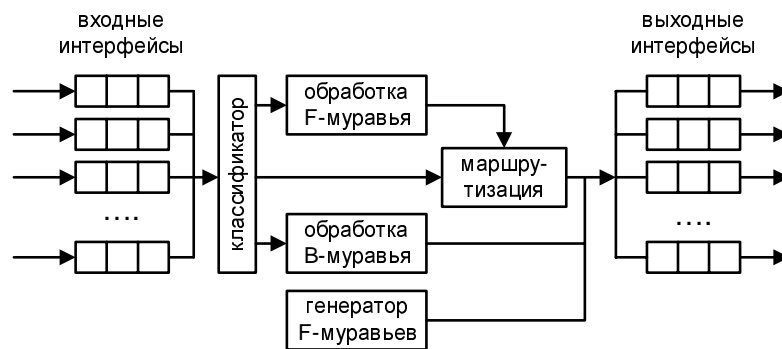 входные
интерфейсы
выходные
интерфейсы
классификатор
обработка
F-муравья
маршру-
тизация
обработка
B-муравья
генератор
F-муравьев
....
....